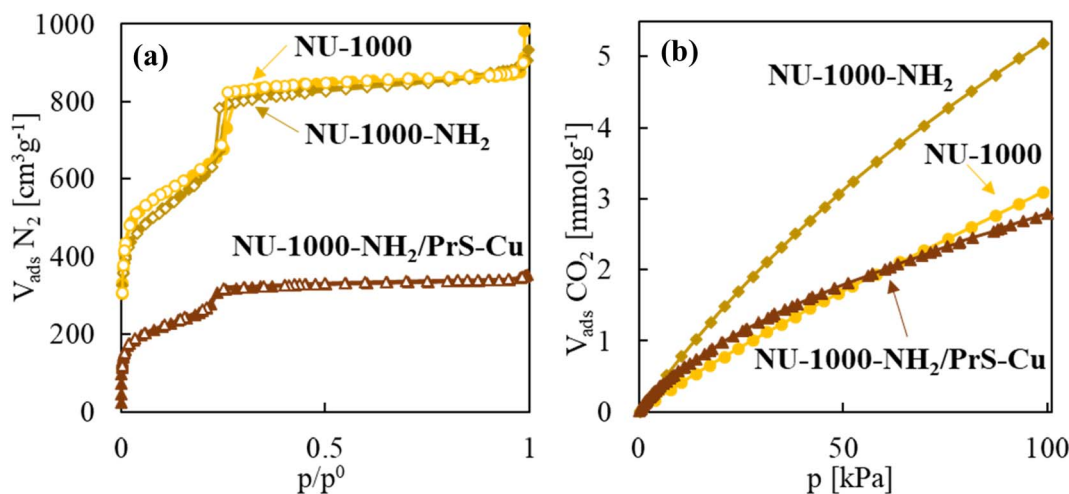 (a)
V_ads N₂ [cm³g⁻¹]
1000
800
600
400
200
0
0
0.5
1
p/p⁰
NU-1000
NU-1000-NH₂
NU-1000-NH₂/PrS-Cu
(b)
V_ads CO₂ [mmolg⁻¹]
5
4
3
2
1
0
0
50
100
p [kPa]
NU-1000-NH₂
NU-1000
NU-1000-NH₂/PrS-Cu